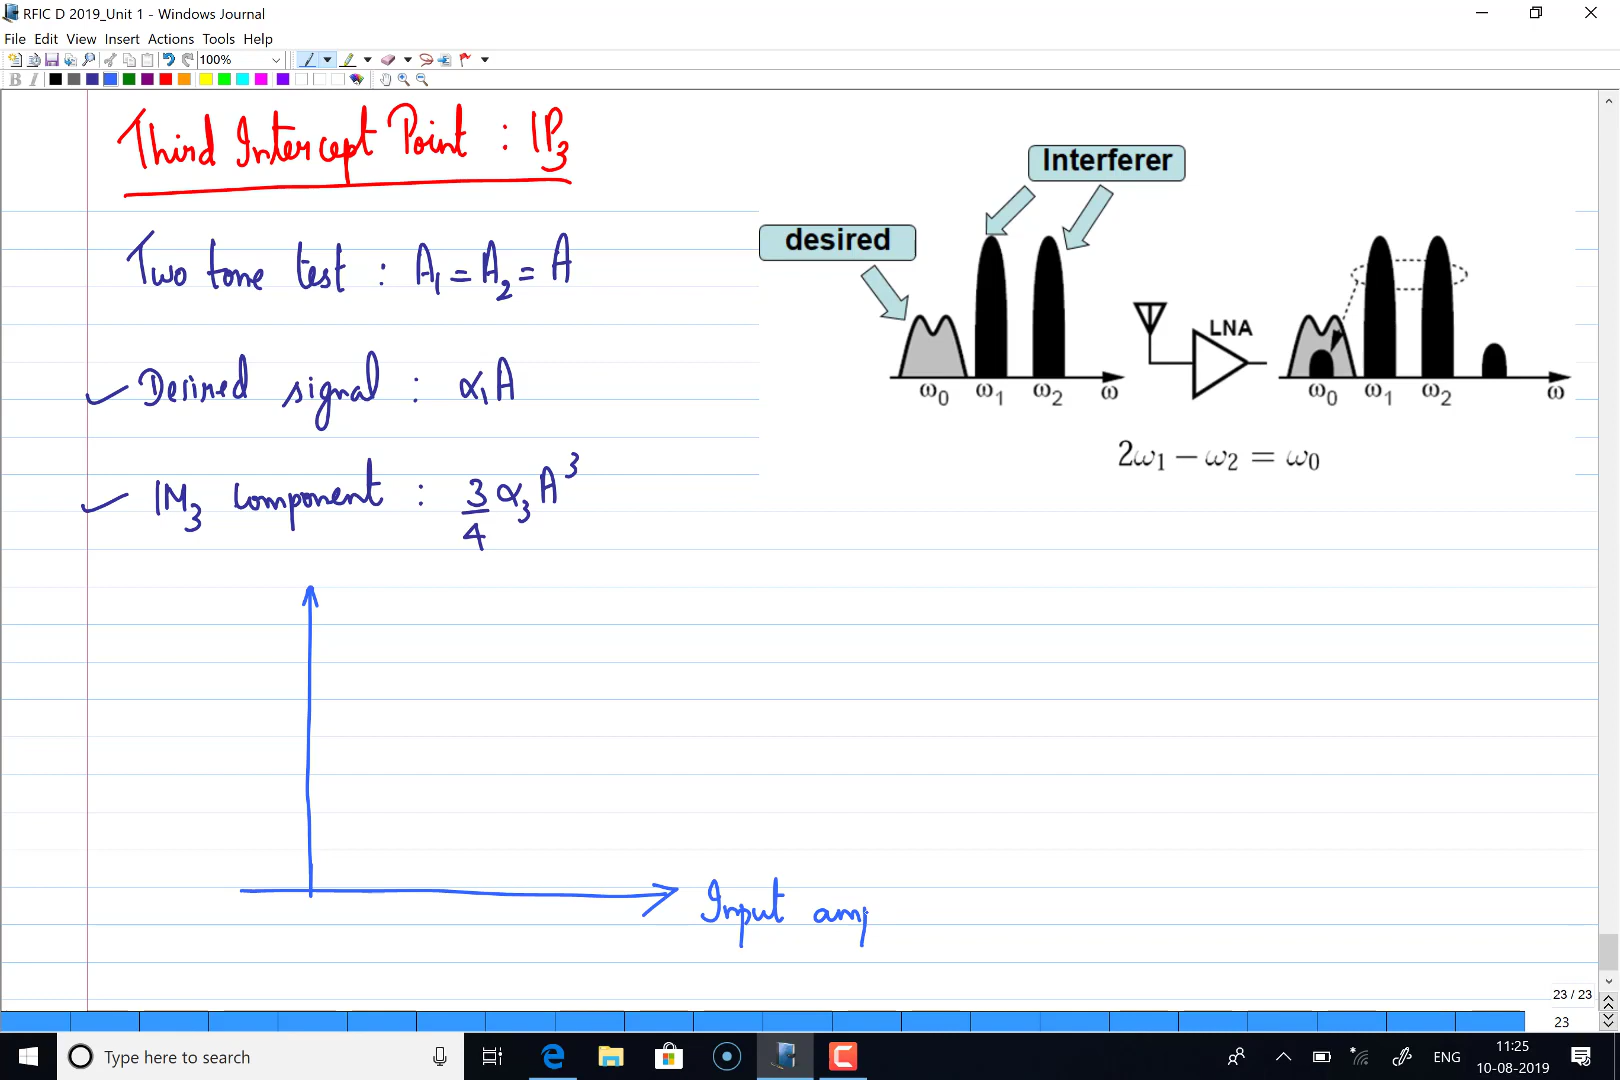 RFIC D 2019_Unit 1 - Windows Journal
File Edit View Insert Actions Tools Help
100%
B I
Third Intercept Point : IP3
Two tone test : A1 = A2 = A
Desired signal : α1A
IM3 component : 3/4 α3A^3
Input amp
Interferer
desired
LNA
ω0 ω1 ω2 ω
ω0 ω1 ω2 ω
2ω1 − ω2 = ω0
23 / 23
23
Type here to search
ENG
11:25
10-08-2019